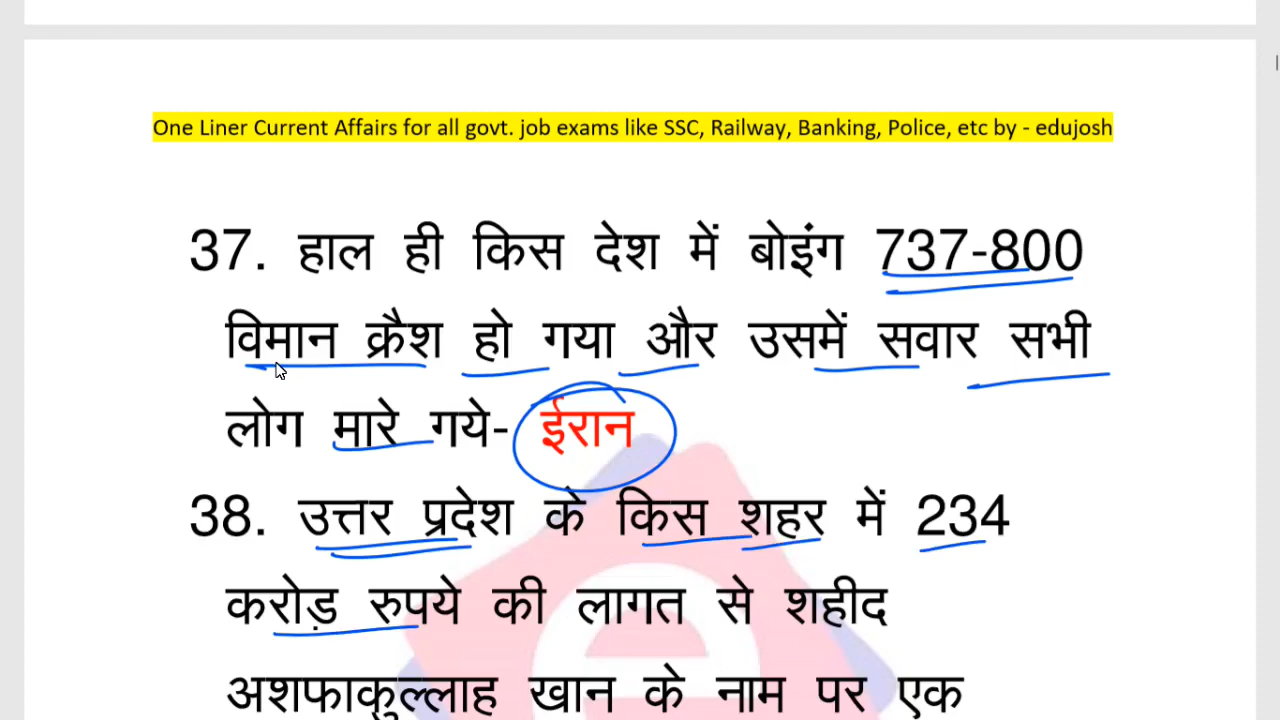 One Liner Current Affairs for all govt. job exams like SSC, Railway, Banking, Police, etc by - edujosh
37. हाल ही किस देश में बोइंग 737-800
विमान क्रैश हो गया और उसमें सवार सभी
लोग मारे गये- ईरान
38. उत्तर प्रदेश के किस शहर में 234
करोड़ रुपये की लागत से शहीद
अशफाकुल्लाह खान के नाम पर एक